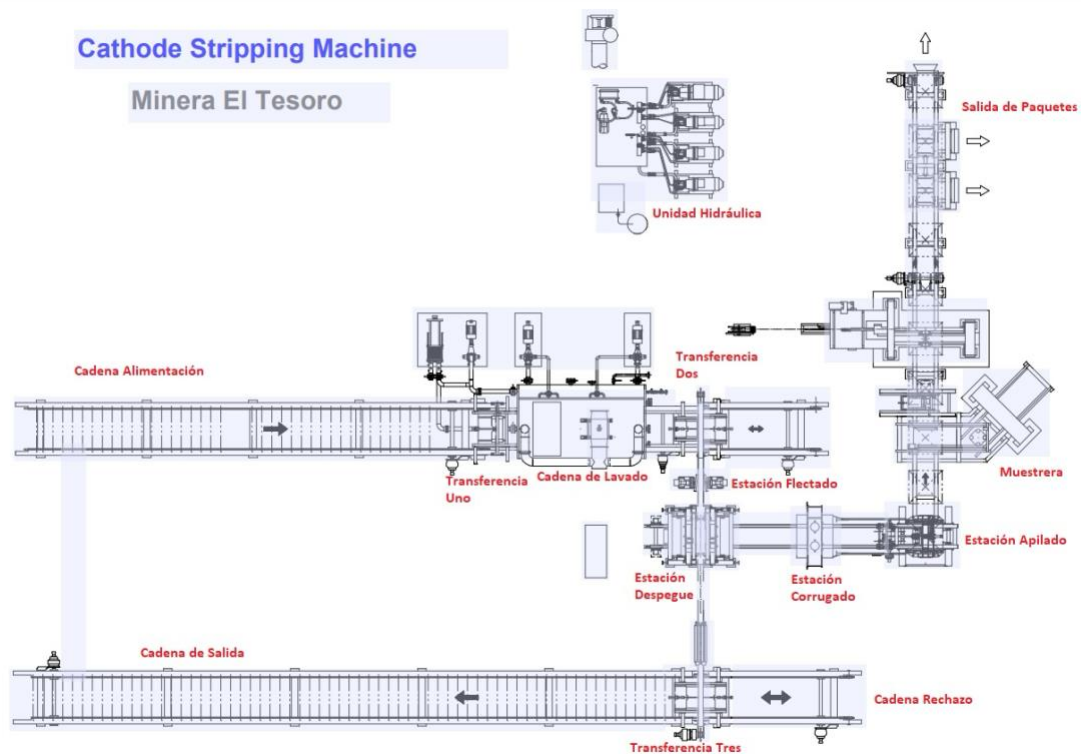 Cathode Stripping Machine
Minera El Tesoro
Salida de Paquetes
Unidad Hidráulica
Transferencia
Dos
Cadena Alimentación
Transferencia
Uno
Cadena de Lavado
Estación Flectado
Muestrera
Estación Apilado
Estación
Despegue
Estación
Corrugado
Cadena de Salida
Cadena Rechazo
Transferencia Tres